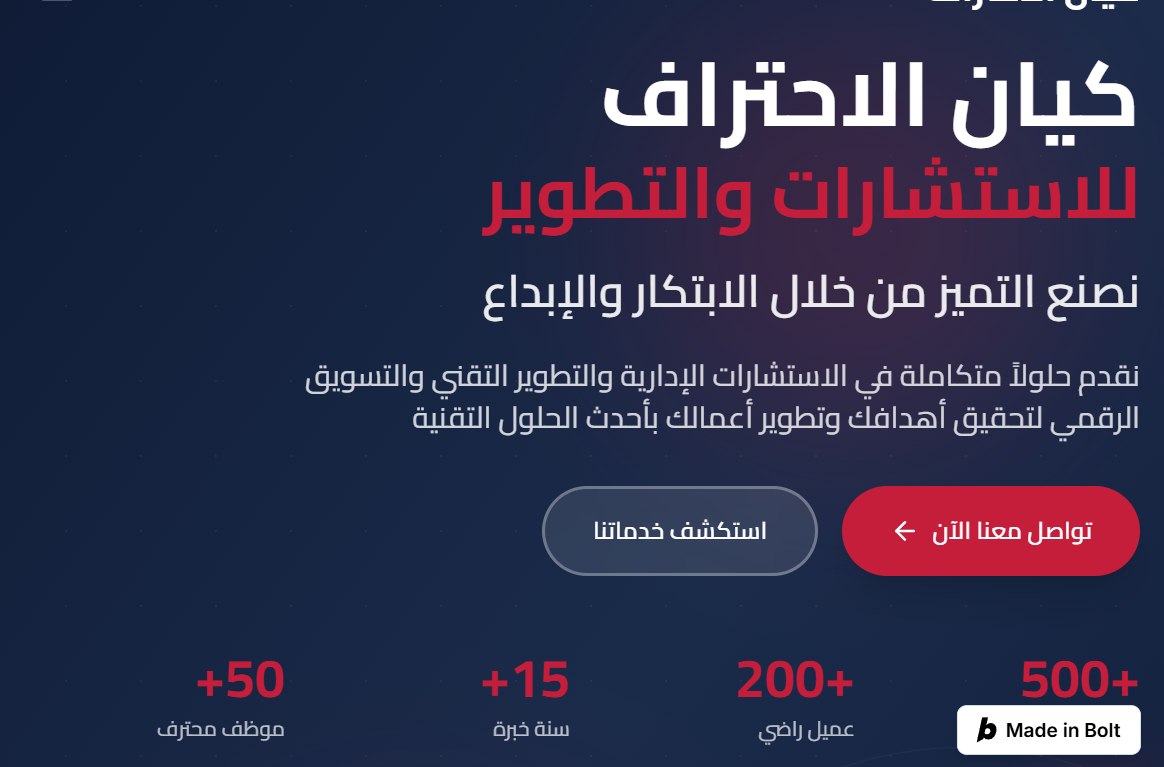 كيان الاحتراف
للاستشارات والتطوير
نصنع التميز من خلال الابتكار والإبداع
نقدم حلولاً متكاملة في الاستشارات الإدارية والتطوير التقني والتسويق
الرقمي لتحقيق أهدافك وتطوير أعمالك بأحدث الحلول التقنية
تواصل معنا الآن ←
استكشف خدماتنا
500+
200+
عميل راضي
+15
سنة خبرة
+50
موظف محترف
Made in Bolt